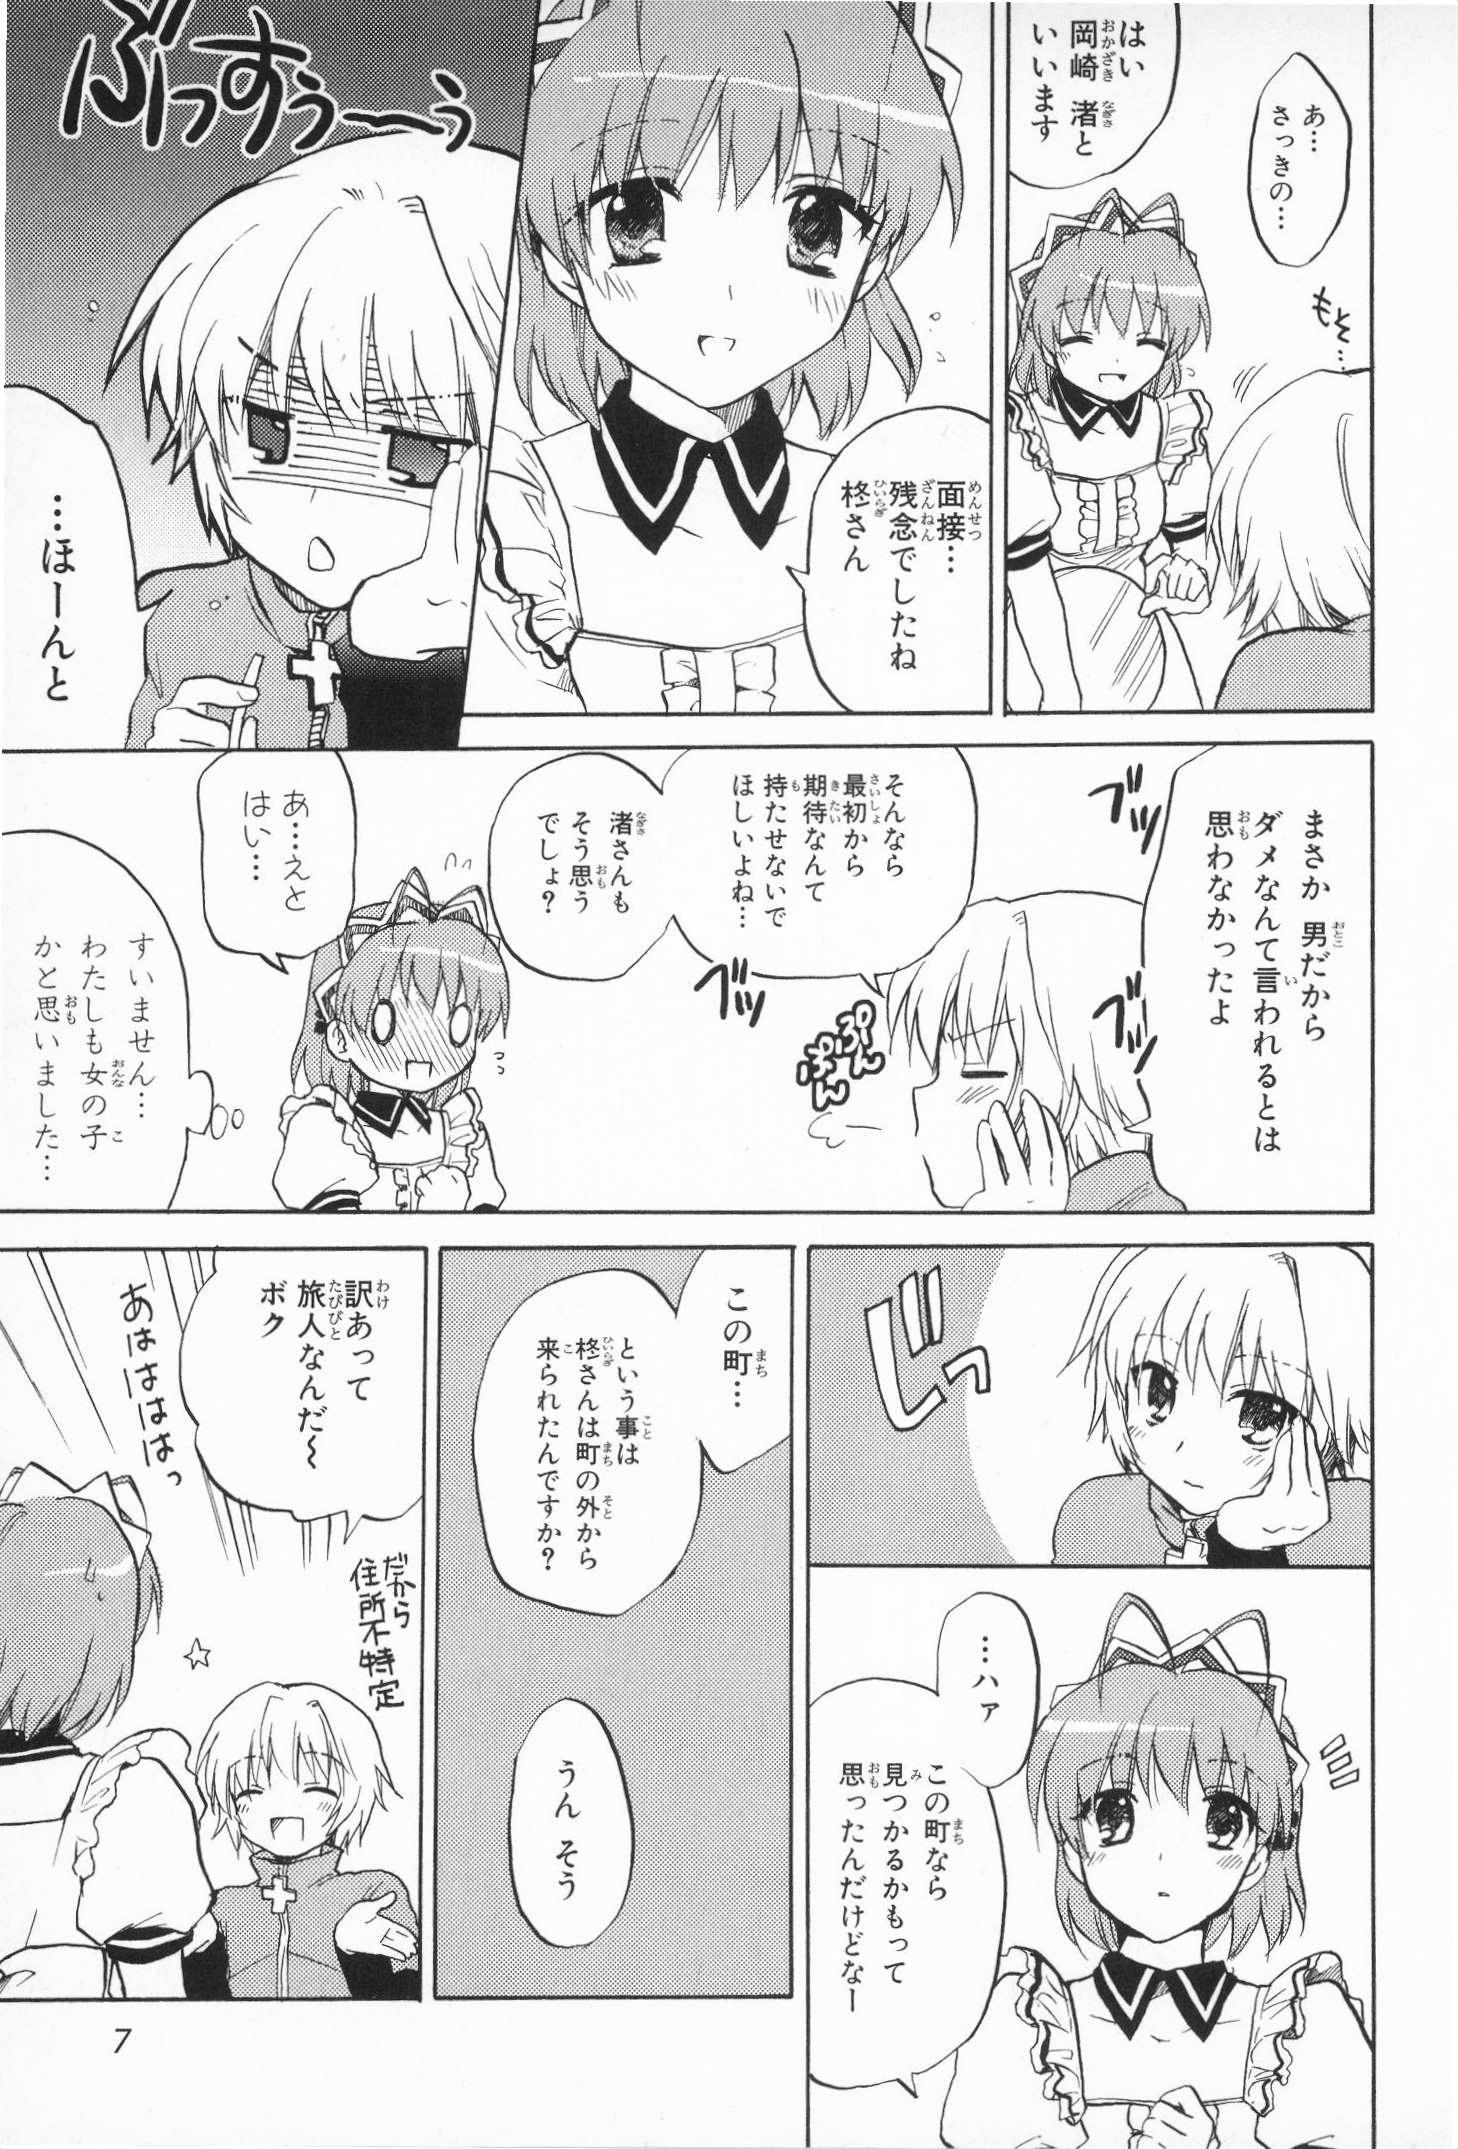 あ…
さっきの…
はい
岡崎 渚と
いいます
もそ…
面接…
残念でしたね
柊さん
ぶっすぅ～ぅ
…ほーんと
まさか 男だから
ダメなんて言われるとは
思わなかったよ
ブツ
ブツ
そんなら
最初から
期待なんて
持たせないで
ほしいよね…
ブツ
ぷん
ぷん
渚さんも
そう思う
でしょ？
あ…えと
はい…
すいません…
わたしも女の子
かと思いました…
じっ
…ハァ
この町なら
見つかるかもって
思ったんだけどなー
この町…
という事は
柊さんは町の外から
来られたんですか？
うん そう
訳あって
旅人なんだ～
ボク
あはははっ
だから
住所不特定
7